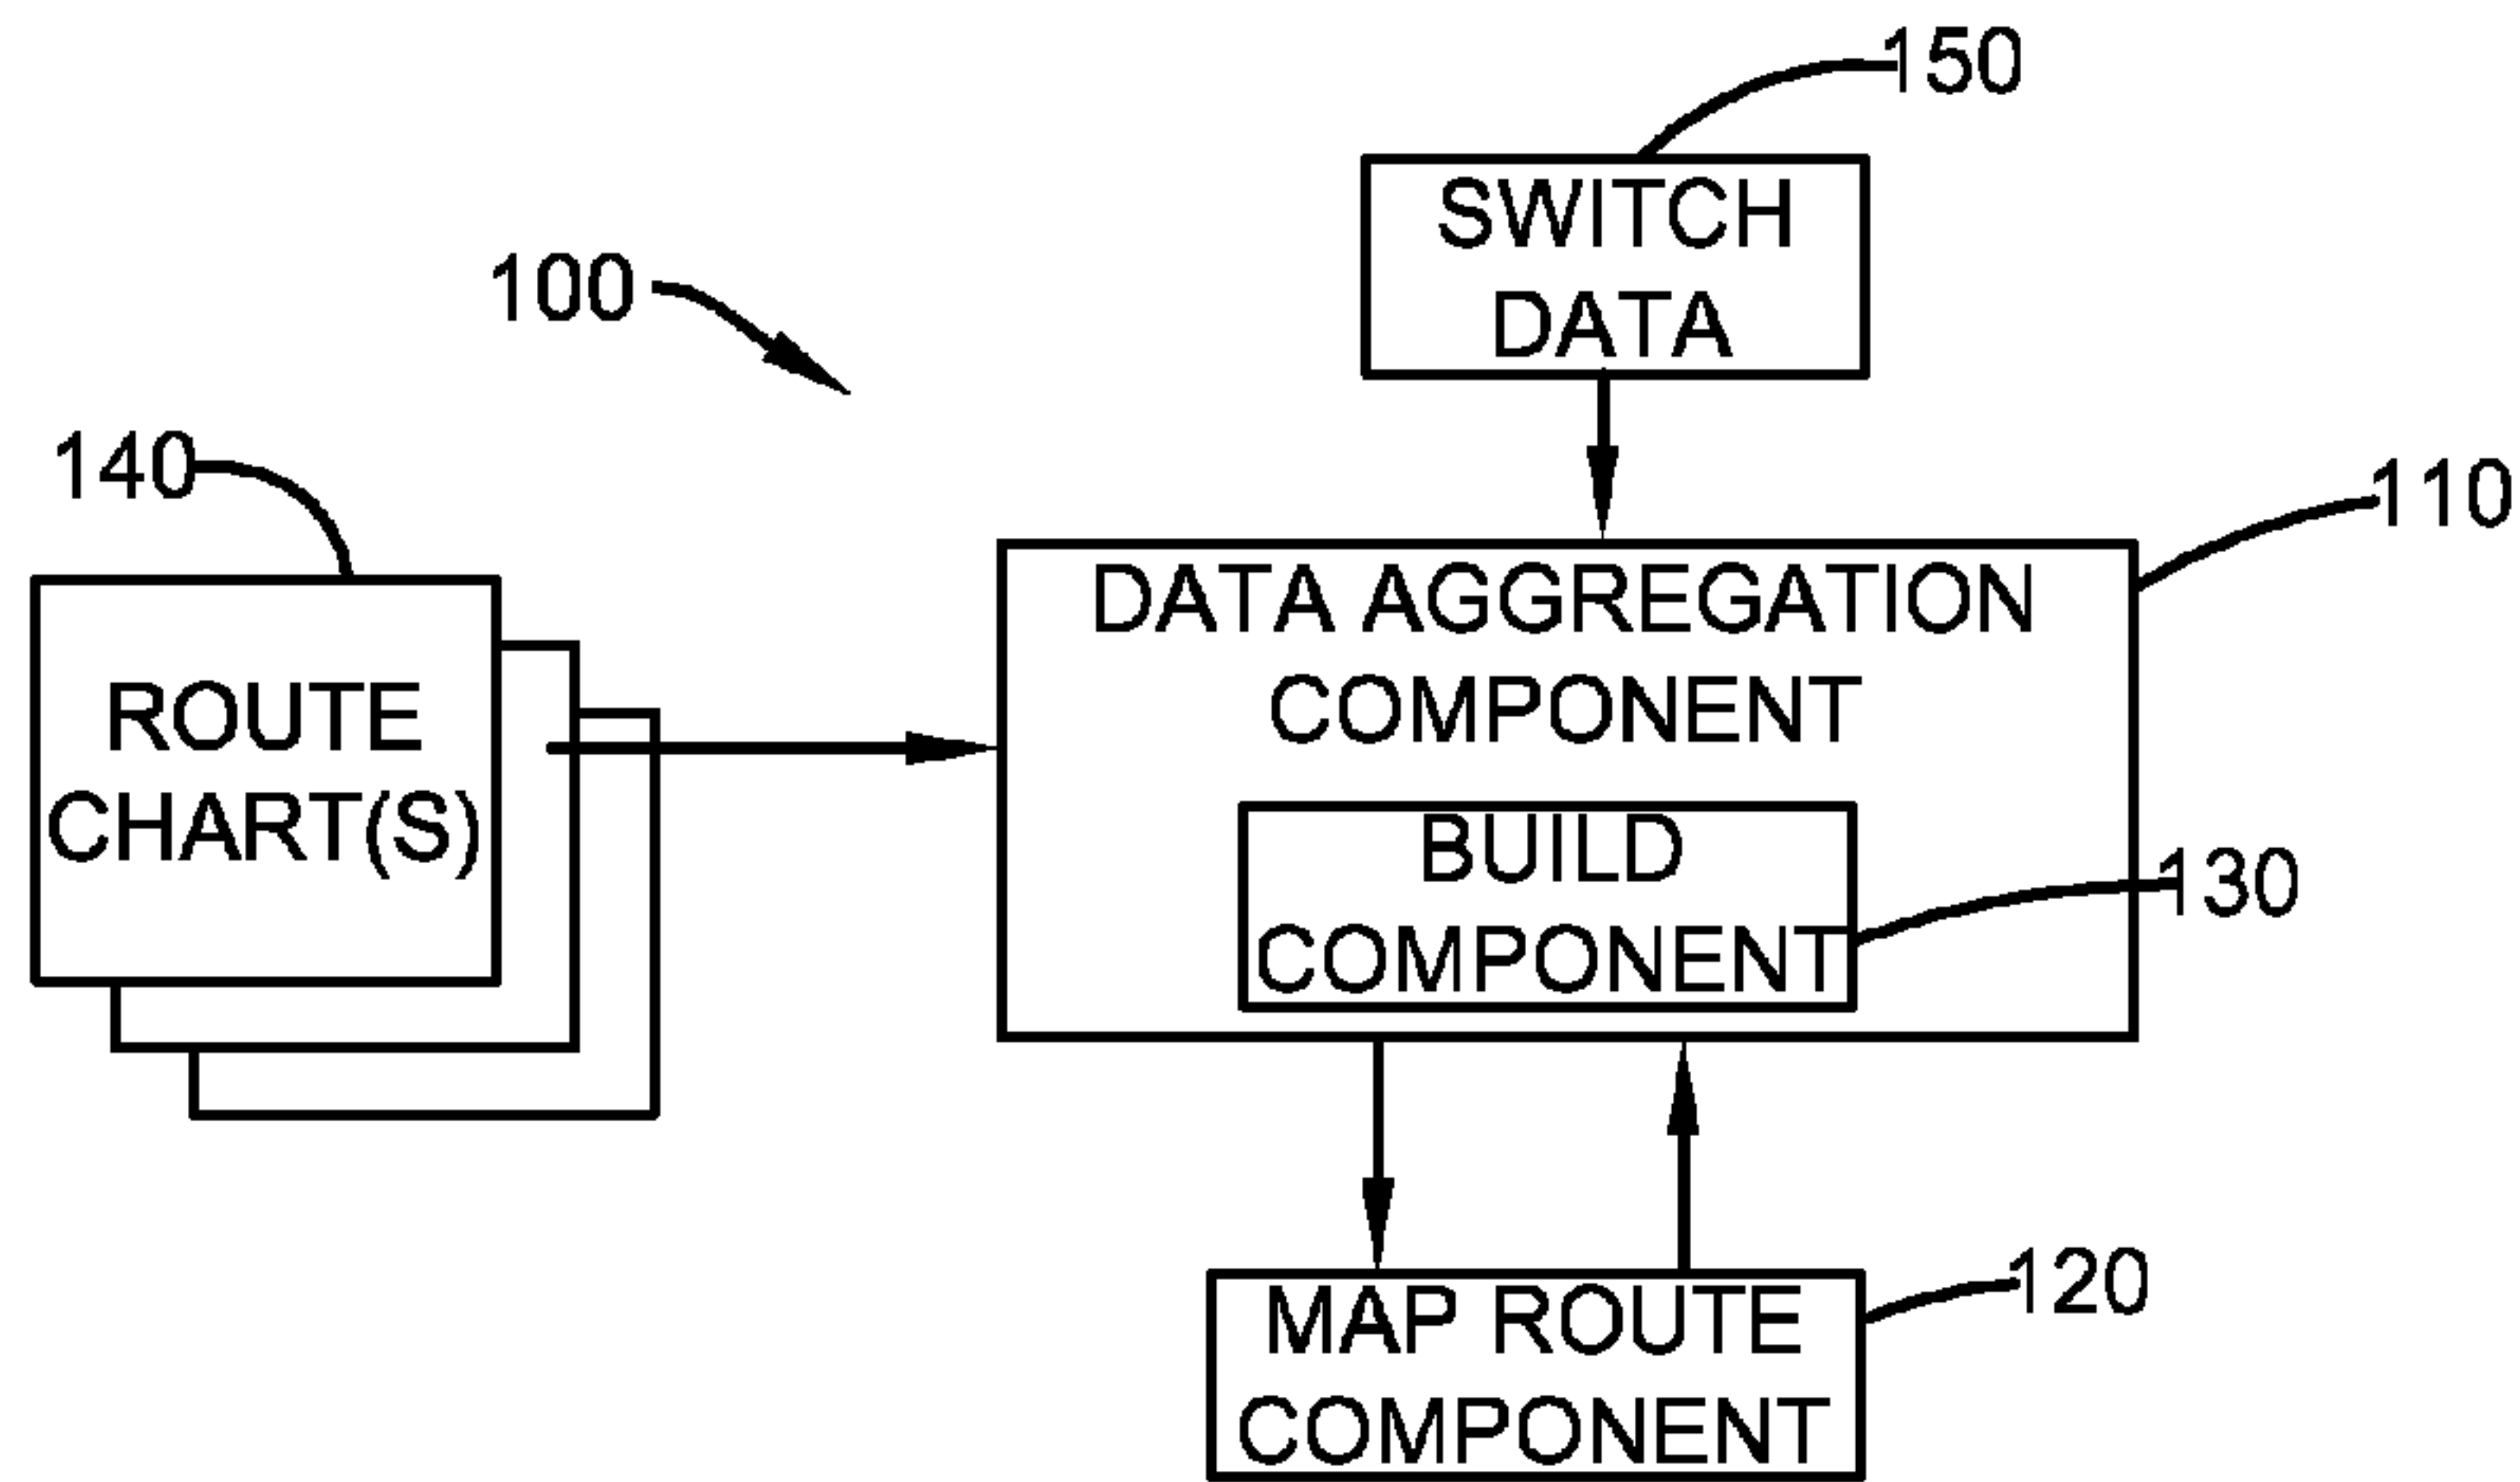 150
SWITCH
DATA
100
140
110
DATA AGGREGATION
COMPONENT
ROUTE
CHART(S)
BUILD
COMPONENT
130
120
MAP ROUTE
COMPONENT